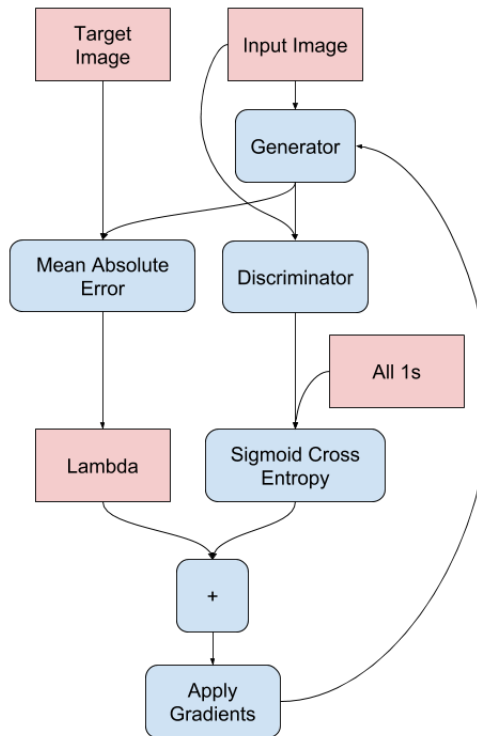 Target
Image
Input Image
Generator
Mean Absolute
Error
Discriminator
All 1s
Lambda
Sigmoid Cross
Entropy
+
Apply
Gradients